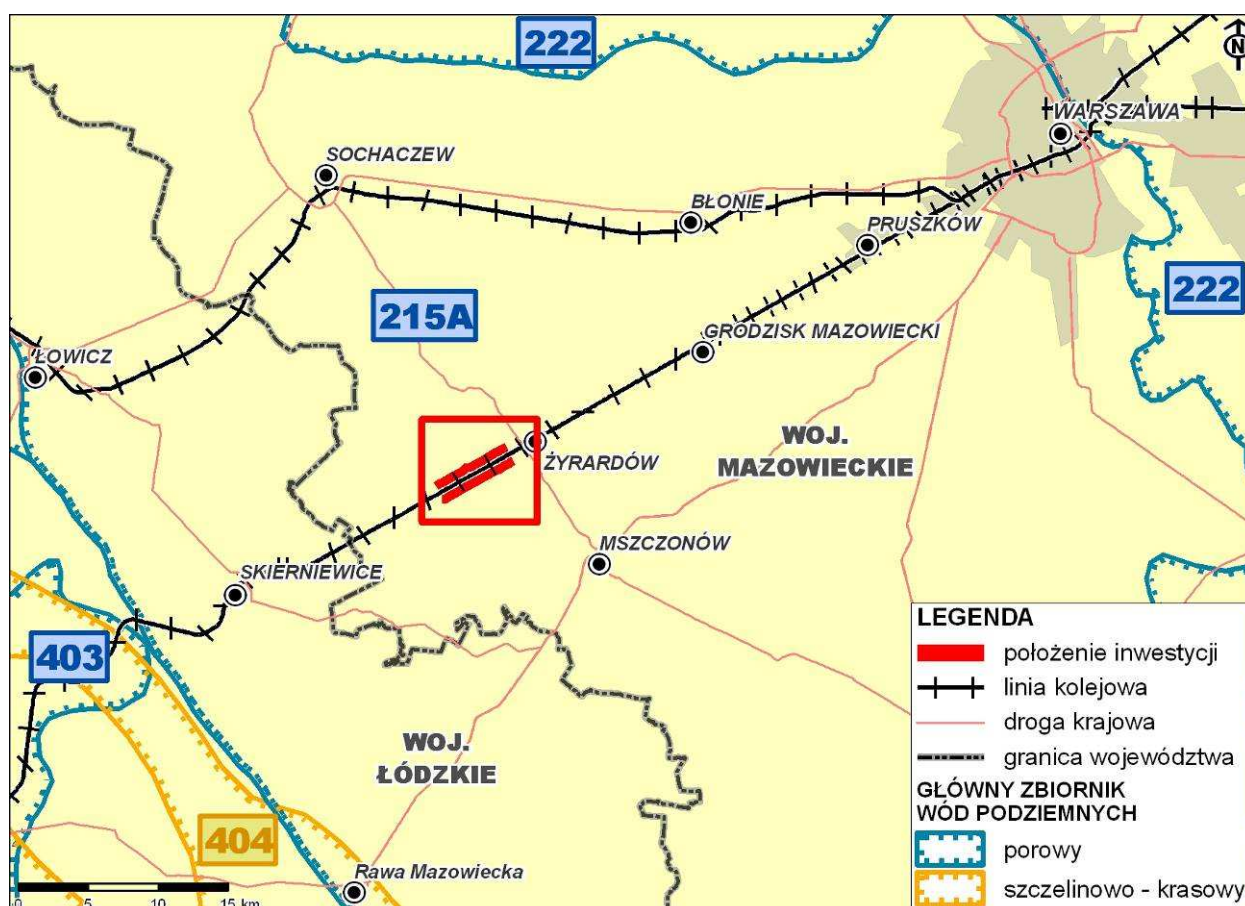 222
N
WARSZAWA
SOCHACZEW
BŁONIE
PRUSZKÓW
222
215A
GRODZISK MAZOWIECKI
ŁOWICZ
WOJ.
MAZOWIECKIE
ŻYRARDÓW
MSZCZONÓW
SKIERNIEWICE
403
WOJ.
ŁÓDZKIE
404
Rawa Mazowiecka
0 5 10 15 km
LEGENDA
położenie inwestycji
linia kolejowa
droga krajowa
granica województwa
GŁÓWNY ZBIORNIK
WÓD PODZIEMNYCH
porowy
szczelinowo - krasowy